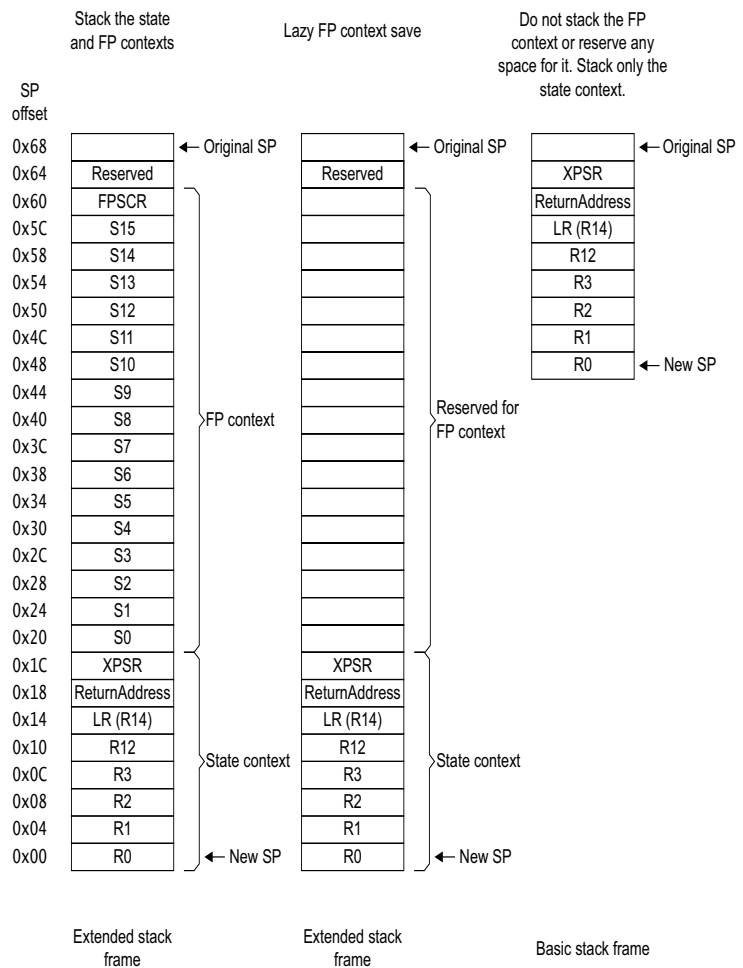 Stack the state
and FP contexts
Lazy FP context save
Do not stack the FP
context or reserve any
space for it. Stack only the
state context.
SP
offset
0x68 ← Original SP ← Original SP ← Original SP
0x64 Reserved Reserved XPSR
0x60 FPSCR ReturnAddress
0x5C S15 LR (R14)
0x58 S14 R12
0x54 S13 R3
0x50 S12 R2
0x4C S11 R1
0x48 S10 R0 ← New SP
0x44 S9
0x40 S8 FP context Reserved for
FP context
0x3C S7
0x38 S6
0x34 S5
0x30 S4
0x2C S3
0x28 S2
0x24 S1
0x20 S0
0x1C XPSR XPSR
0x18 ReturnAddress ReturnAddress
0x14 LR (R14) LR (R14)
0x10 R12 R12
0x0C R3 State context R3 State context
0x08 R2 R2
0x04 R1 R1
0x00 R0 ← New SP R0 ← New SP
Extended stack
frame
Extended stack
frame
Basic stack frame